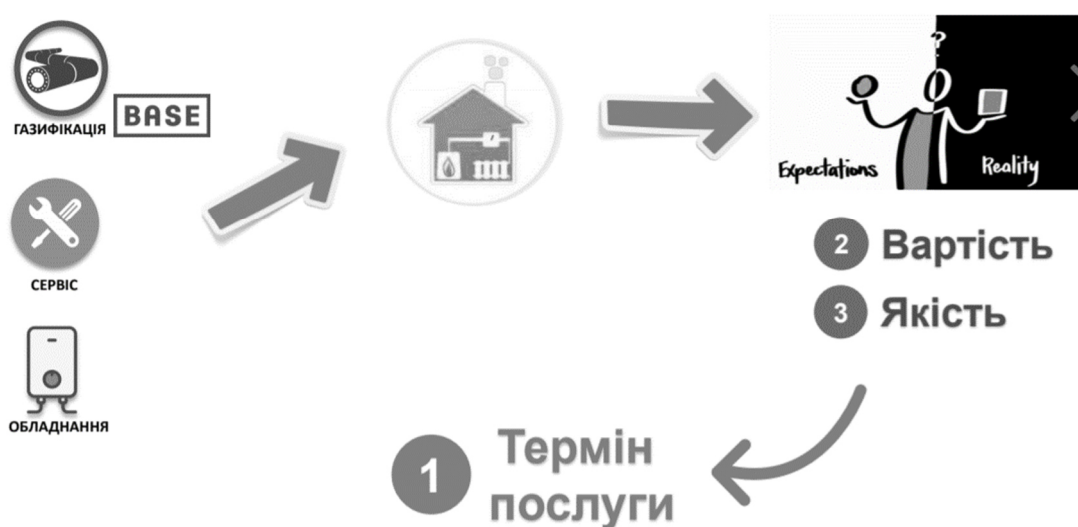 ГАЗИФІКАЦІЯ
BASE
СЕРВІС
ОБЛАДНАННЯ
?
Expectations
Reality
2 Вартість
3 Якість
1 Термін
послуги